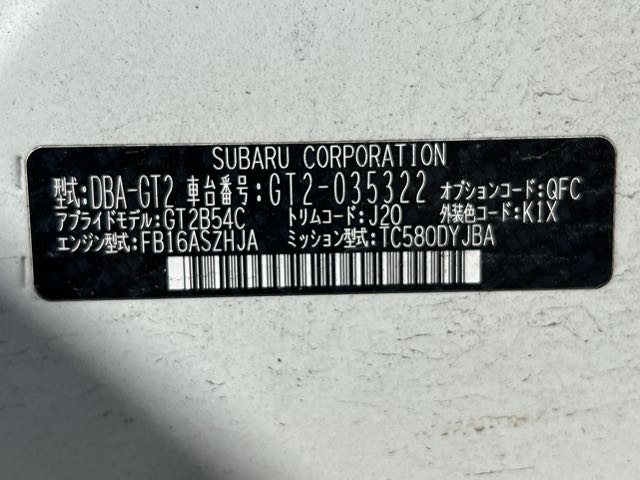 SUBARU CORPORATION
型式:DBA-GT2 車台番号:GT2-035322 オプションコード:QFC
アプライドモデル:GT2B54C トリムコード:J20 外装色コード:K1X
エンジン型式:FB16ASZHJA ミッション型式:TC580DYJBA